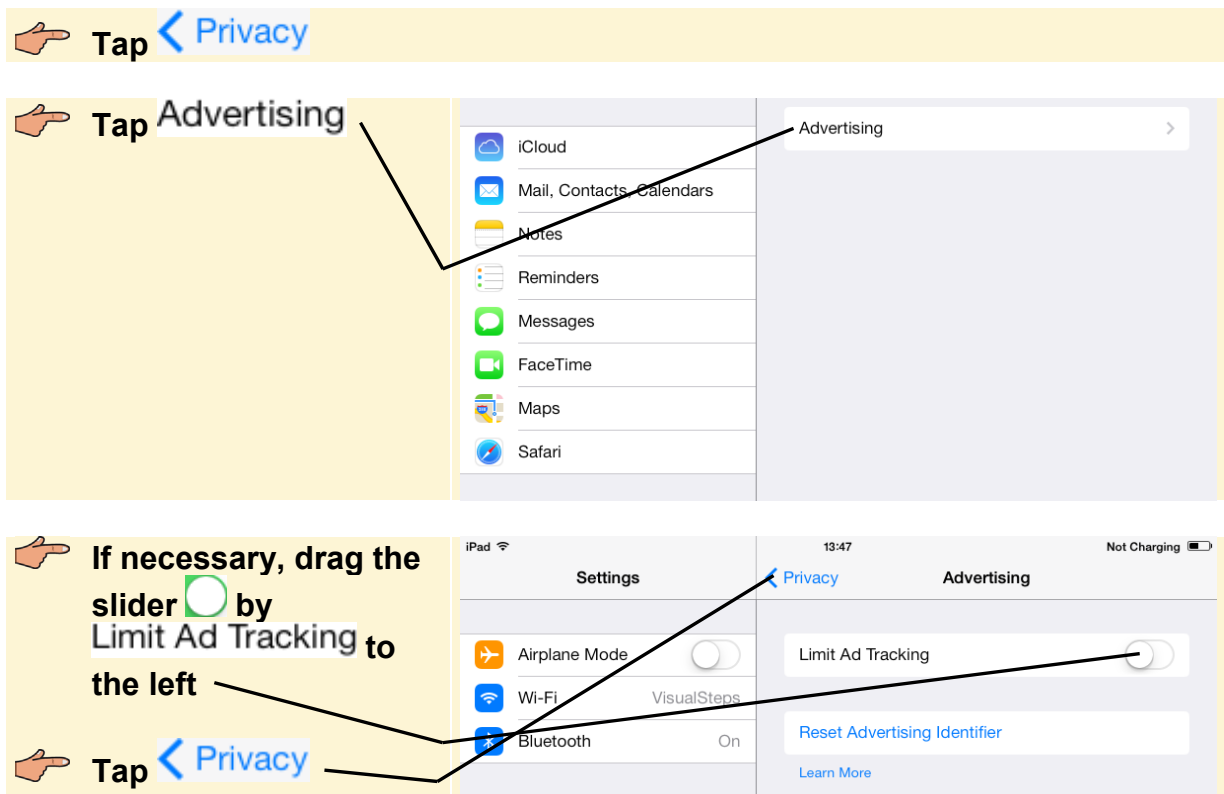 Tap Privacy
Tap Advertising
iCloud
Mail, Contacts, Calendars
Notes
Reminders
Messages
FaceTime
Maps
Safari
Advertising
If necessary, drag the
slider by
Limit Ad Tracking to
the left
Tap Privacy
iPad 13:47 Not Charging
Settings
Airplane Mode
Wi-Fi VisualSteps
Bluetooth On
Privacy Advertising
Limit Ad Tracking
Reset Advertising Identifier
Learn More